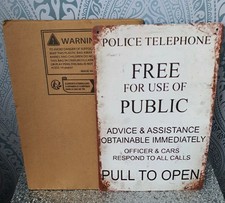 WARNING
POLICE TELEPHONE
FREE
FOR USE OF
PUBLIC
ADVICE & ASSISTANCE
OBTAINABLE IMMEDIATELY
OFFICER & CARS
RESPOND TO ALL CALLS
PULL TO OPEN